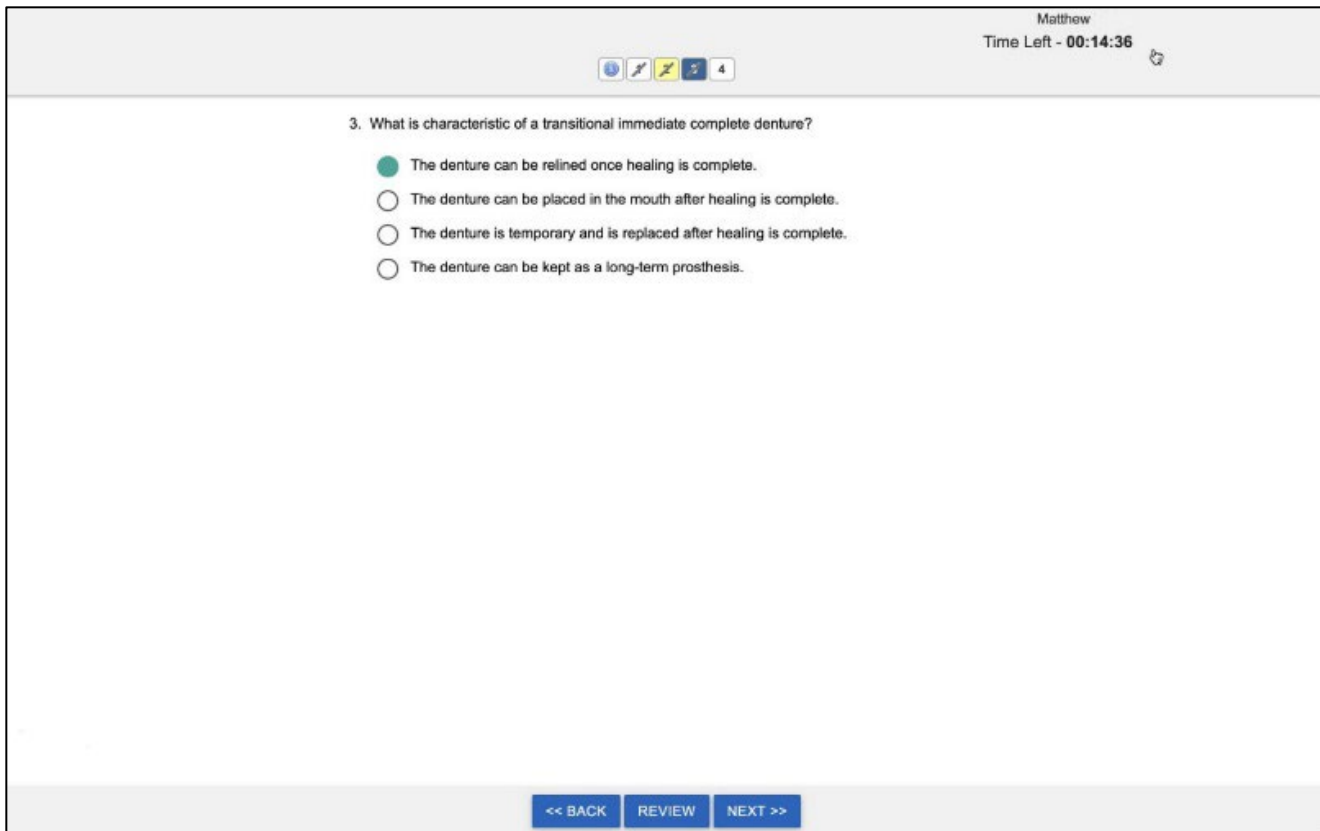 Matthew
Time Left - 00:14:36
1 2 3 4
3. What is characteristic of a transitional immediate complete denture?
The denture can be relined once healing is complete.
The denture can be placed in the mouth after healing is complete.
The denture is temporary and is replaced after healing is complete.
The denture can be kept as a long-term prosthesis.
<< BACK REVIEW NEXT >>